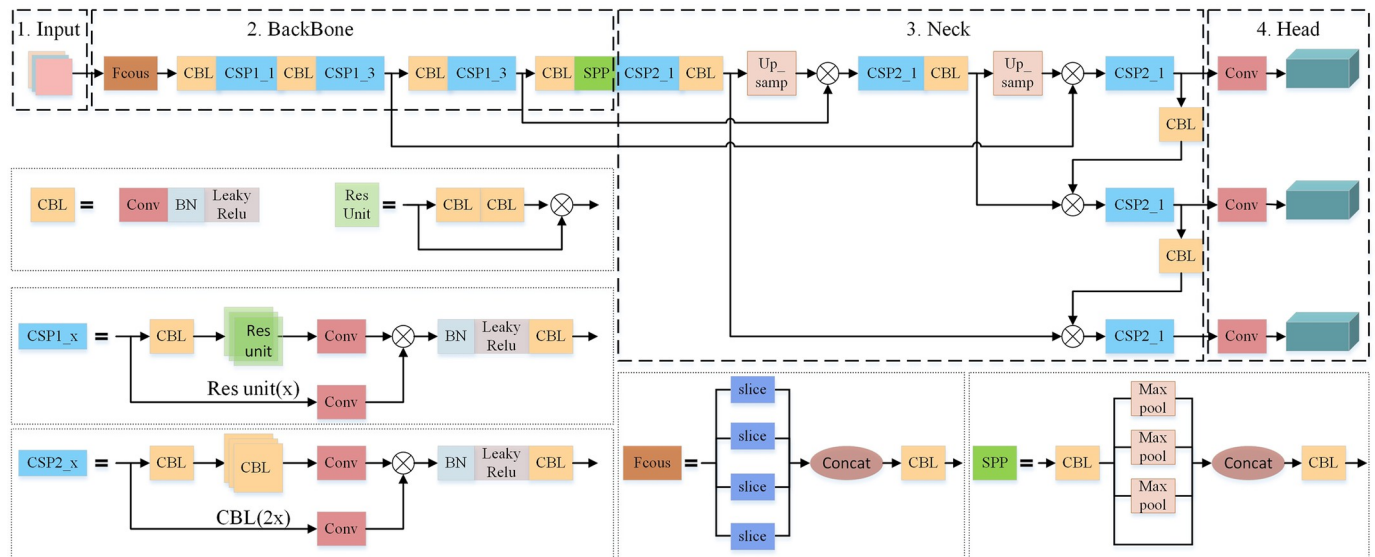 1. Input
2. BackBone
3. Neck
4. Head
Fcous
CBL
CSP1_1
CBL
CSP1_3
CBL
CSP1_3
CBL
SPP
CSP2_1
CBL
Up_
samp
CSP2_1
CBL
Up_
samp
CSP2_1
Conv
CBL
CSP2_1
Conv
CBL
CSP2_1
Conv
CBL
=
Conv
BN
Leaky
Relu
Res
Unit
=
CBL
CBL
CSP1_x
=
CBL
Res
unit
Conv
BN
Leaky
Relu
CBL
Res unit(x)
Conv
CSP2_x
=
CBL
CBL
Conv
BN
Leaky
Relu
CBL
CBL(2x)
Conv
Fcous
=
slice
slice
slice
slice
Concat
CBL
SPP
=
CBL
Max
pool
Max
pool
Max
pool
Concat
CBL